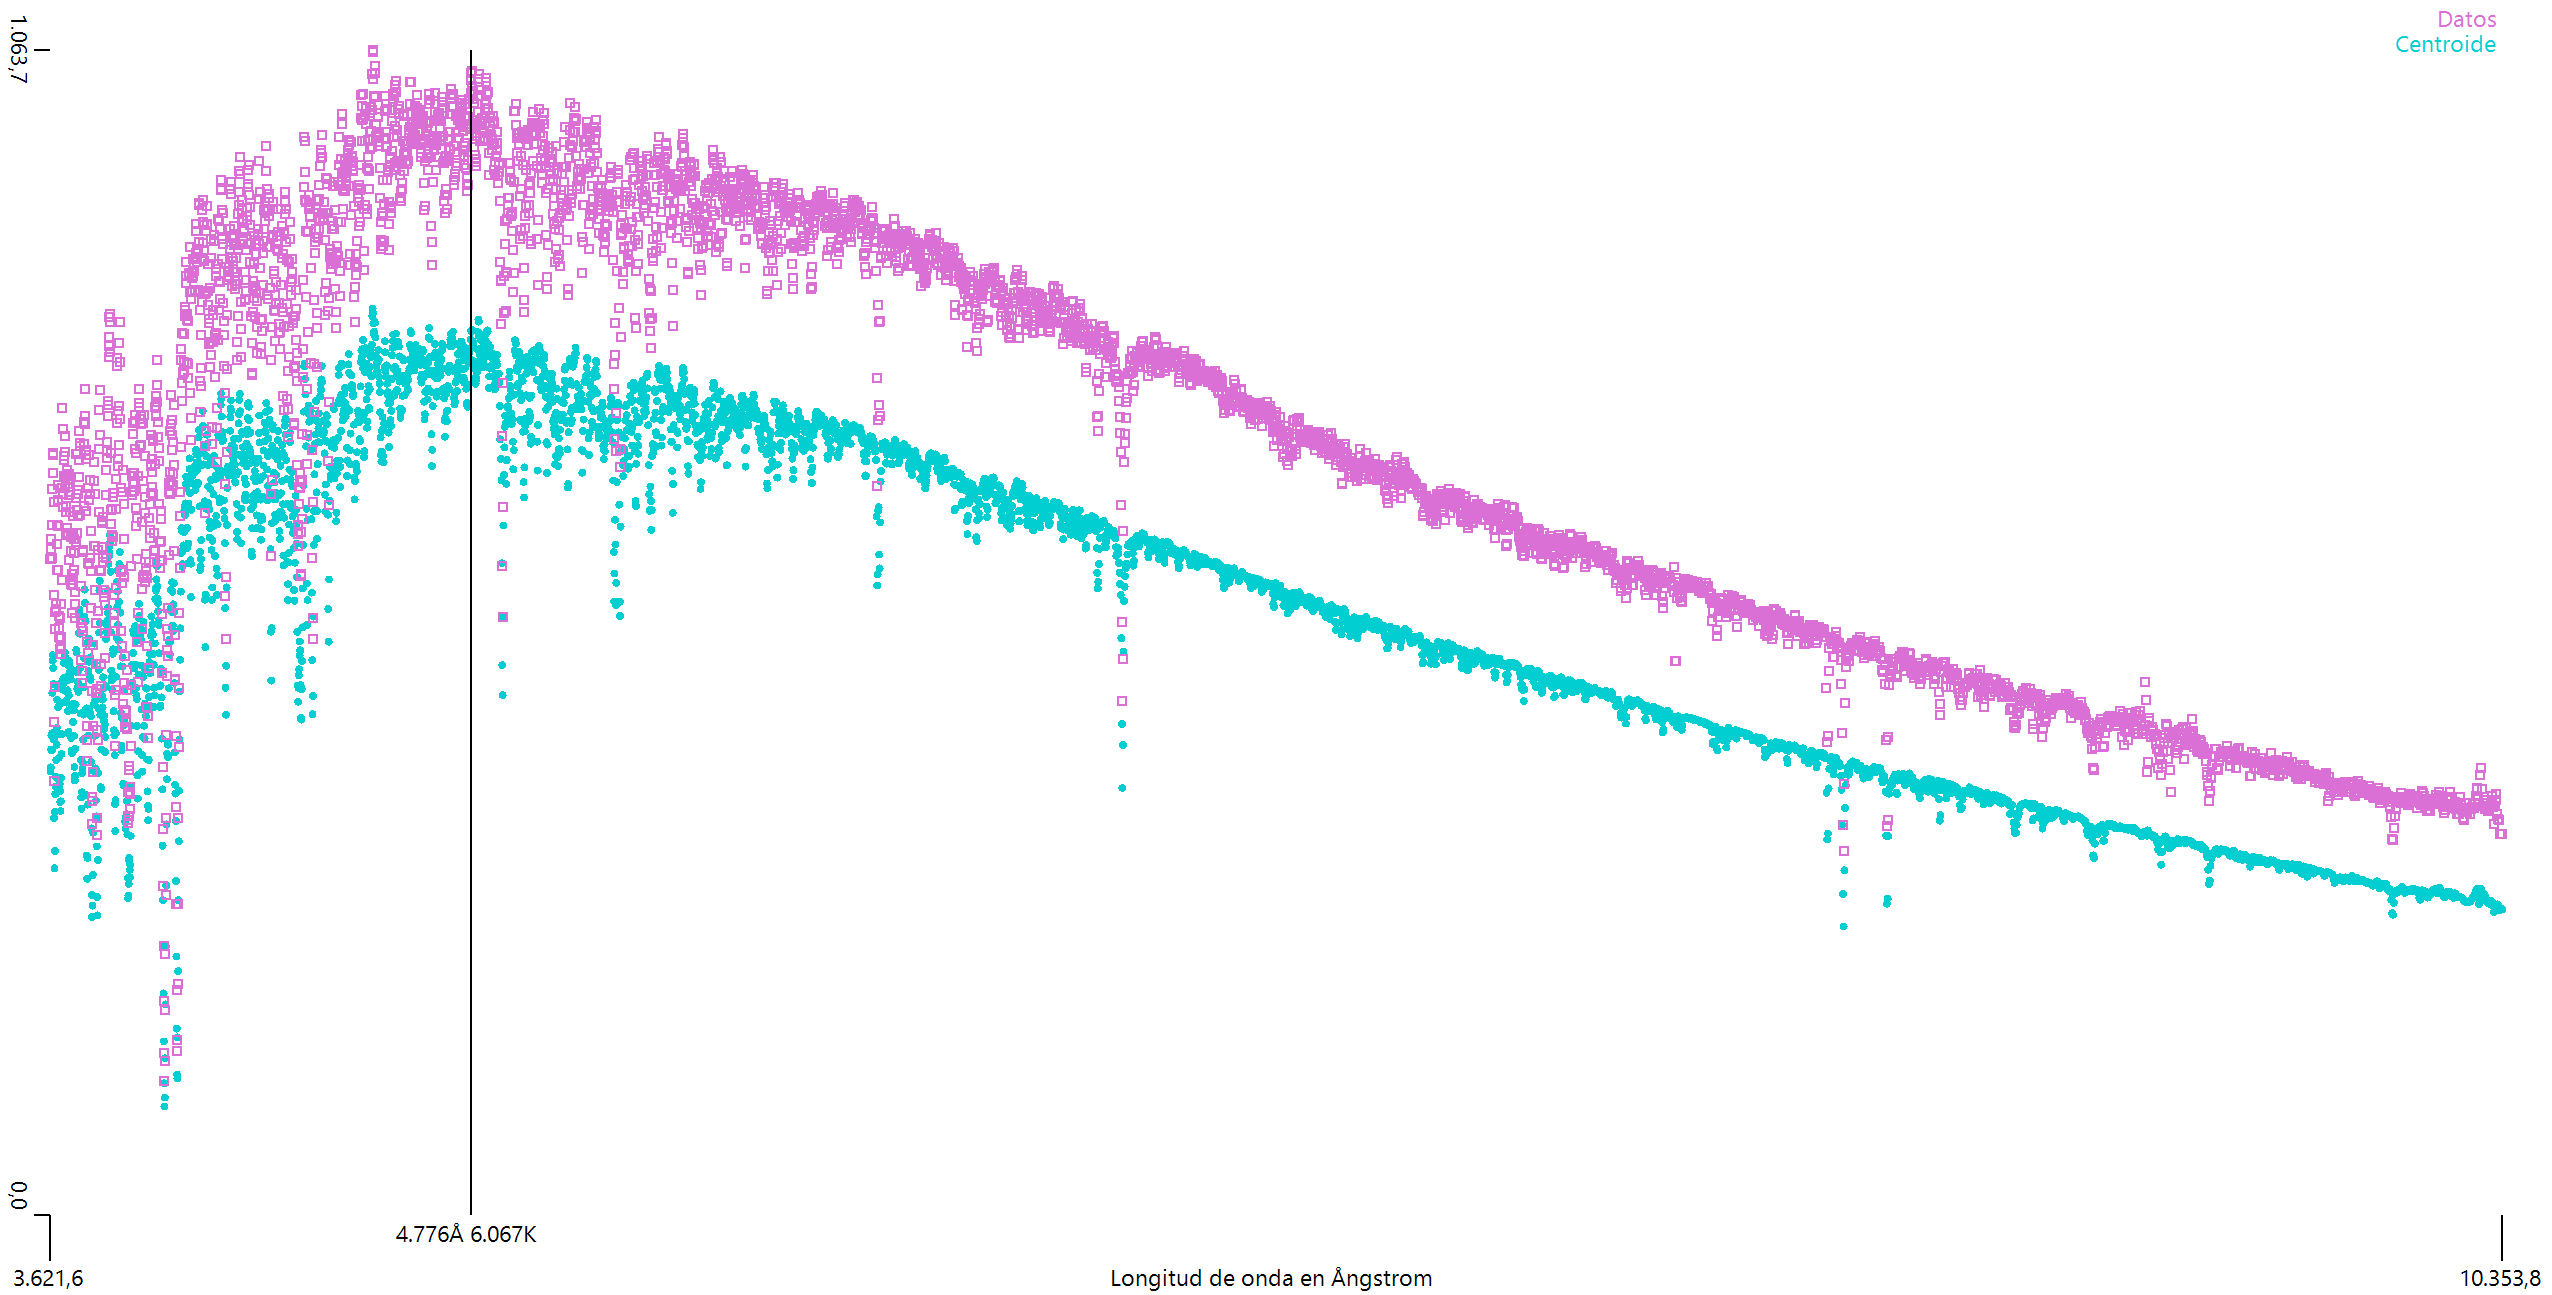 Datos
Centroide
1.063,7
0,0
4.776Å 6.067K
3.621,6
Longitud de onda en Ångstrom
10.353,8